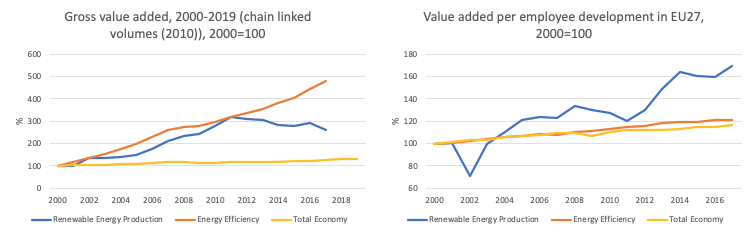 Gross value added, 2000-2019 (chain linked
volumes (2010)), 2000=100
600
500
400
300
200
100
0
%
2000 2002 2004 2006 2008 2010 2012 2014 2016 2018
Renewable Energy Production Energy Efficiency Total Economy
Value added per employee development in EU27,
2000=100
180
160
140
120
100
80
60
%
2000 2002 2004 2006 2008 2010 2012 2014 2016
Renewable Energy Production Energy Efficiency Total Economy